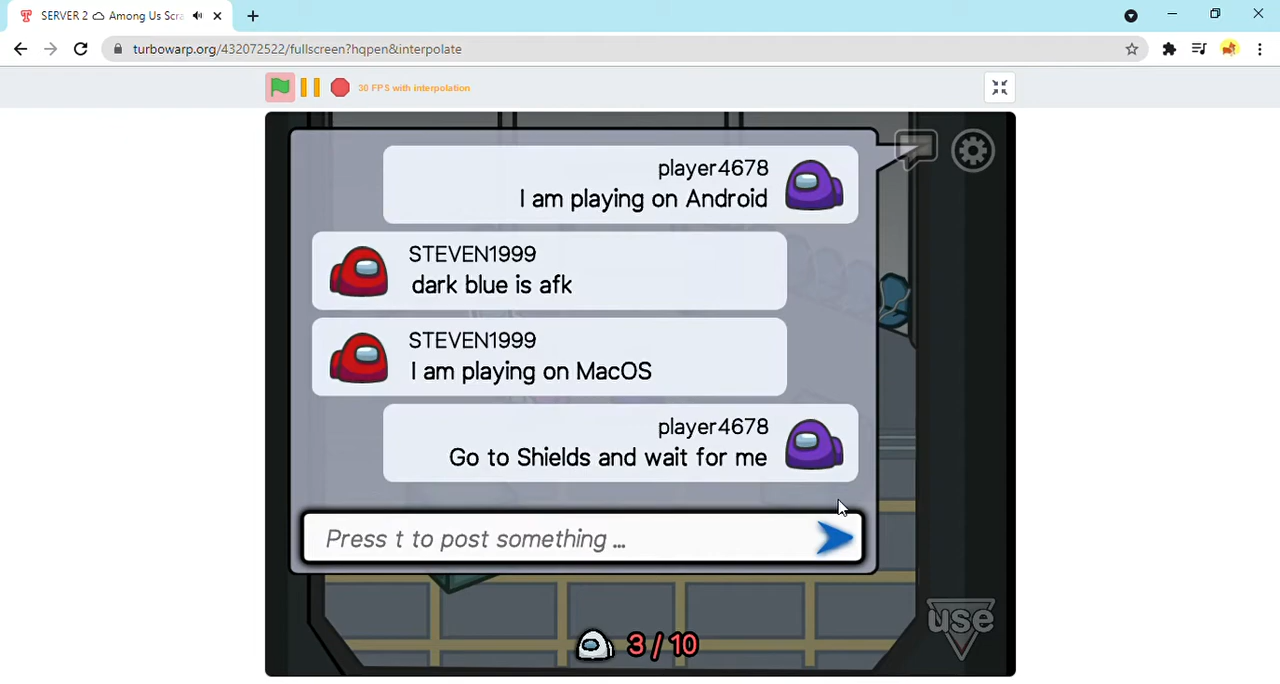 SERVER 2 ☁ Among Us Scra
turbowarp.org/432072522/fullscreen?hqpen&interpolate
30 FPS with interpolation
player4678
I am playing on Android
STEVEN1999
dark blue is afk
STEVEN1999
I am playing on MacOS
player4678
Go to Shields and wait for me
Press t to post something ...
use
3 / 10